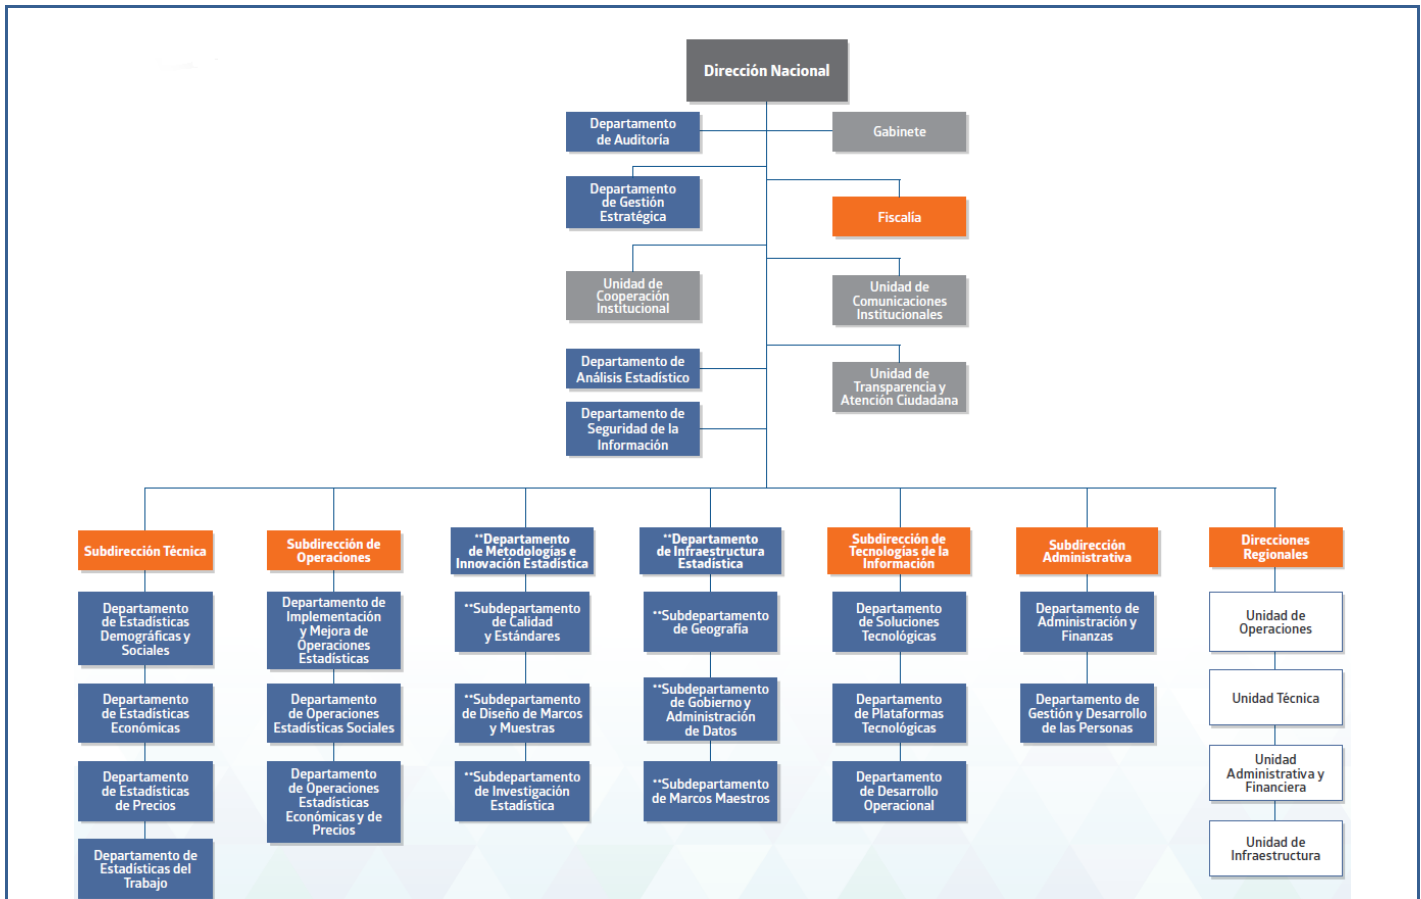 Dirección Nacional
Departamento
de Auditoría
Gabinete
Departamento
de Gestión
Estratégica
Fiscalía
Unidad de
Cooperación
Institucional
Unidad de
Comunicaciones
Institucionales
Departamento de
Análisis Estadístico
Unidad de
Transparencia y
Atención Ciudadana
Departamento de
Seguridad de la
Información
Subdirección Técnica
Subdirección de
Operaciones
**Departamento
de Metodologías e
Innovación Estadística
**Departamento
de Infraestructura
Estadística
Subdirección de
Tecnologías de la
Información
Subdirección
Administrativa
Direcciones
Regionales
Departamento
de Estadísticas
Demográficas y
Sociales
Departamento de
Implementación
y Mejora de
Operaciones
Estadísticas
**Subdepartamento
de Calidad
y Estándares
**Subdepartamento
de Geografía
Departamento
de Soluciones
Tecnológicas
Departamento de
Administración y
Finanzas
Unidad de
Operaciones
Departamento
de Estadísticas
Económicas
Departamento
de Operaciones
Estadísticas Sociales
**Subdepartamento
de Diseño de Marcos
y Muestras
**Subdepartamento
de Gobierno y
Administración
de Datos
Departamento
de Plataformas
Tecnológicas
Departamento de
Gestión y Desarrollo
de las Personas
Unidad Técnica
Departamento
de Estadísticas
de Precios
Departamento
de Operaciones
Estadísticas
Económicas y de
Precios
**Subdepartamento
de Investigación
Estadística
**Subdepartamento
de Marcos Maestros
Departamento
de Desarrollo
Operacional
Unidad
Administrativa y
Financiera
Departamento de
Estadísticas del
Trabajo
Unidad de
Infraestructura